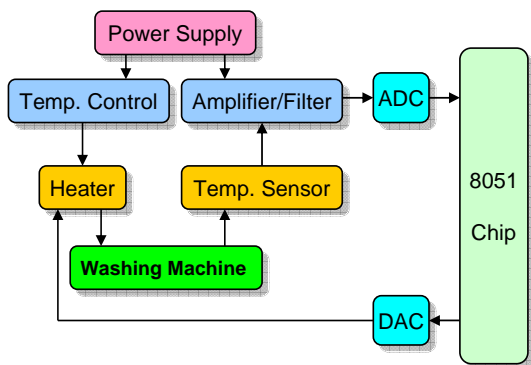 Power Supply
Temp. Control
Amplifier/Filter
ADC
Heater
Temp. Sensor
8051
Chip
Washing Machine
DAC